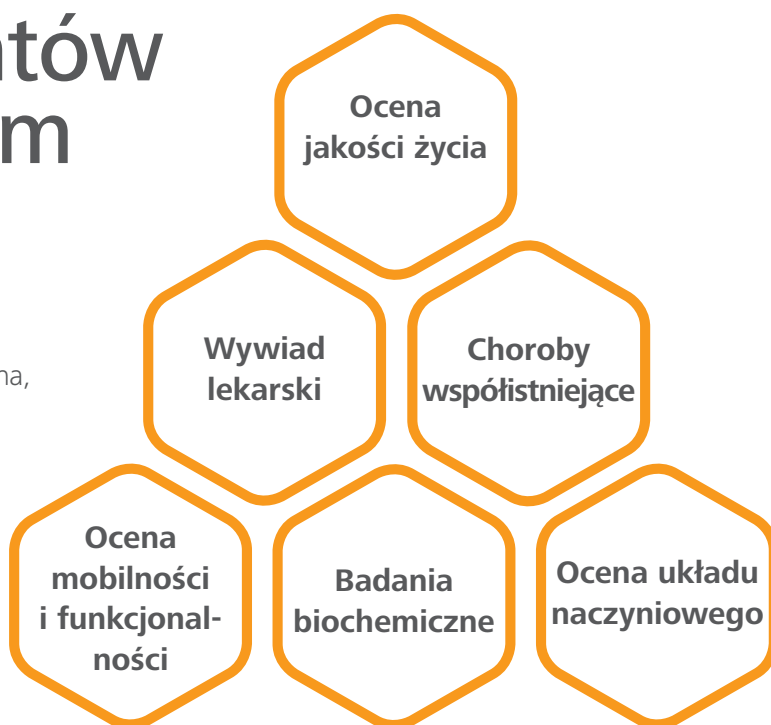 ntów
m
na,
Ocena
jakości życia
Wywiad
lekarski
Choroby
współistniejące
Ocena
mobilności
i funkcjonal-
ności
Badania
biochemiczne
Ocena układu
naczyniowego